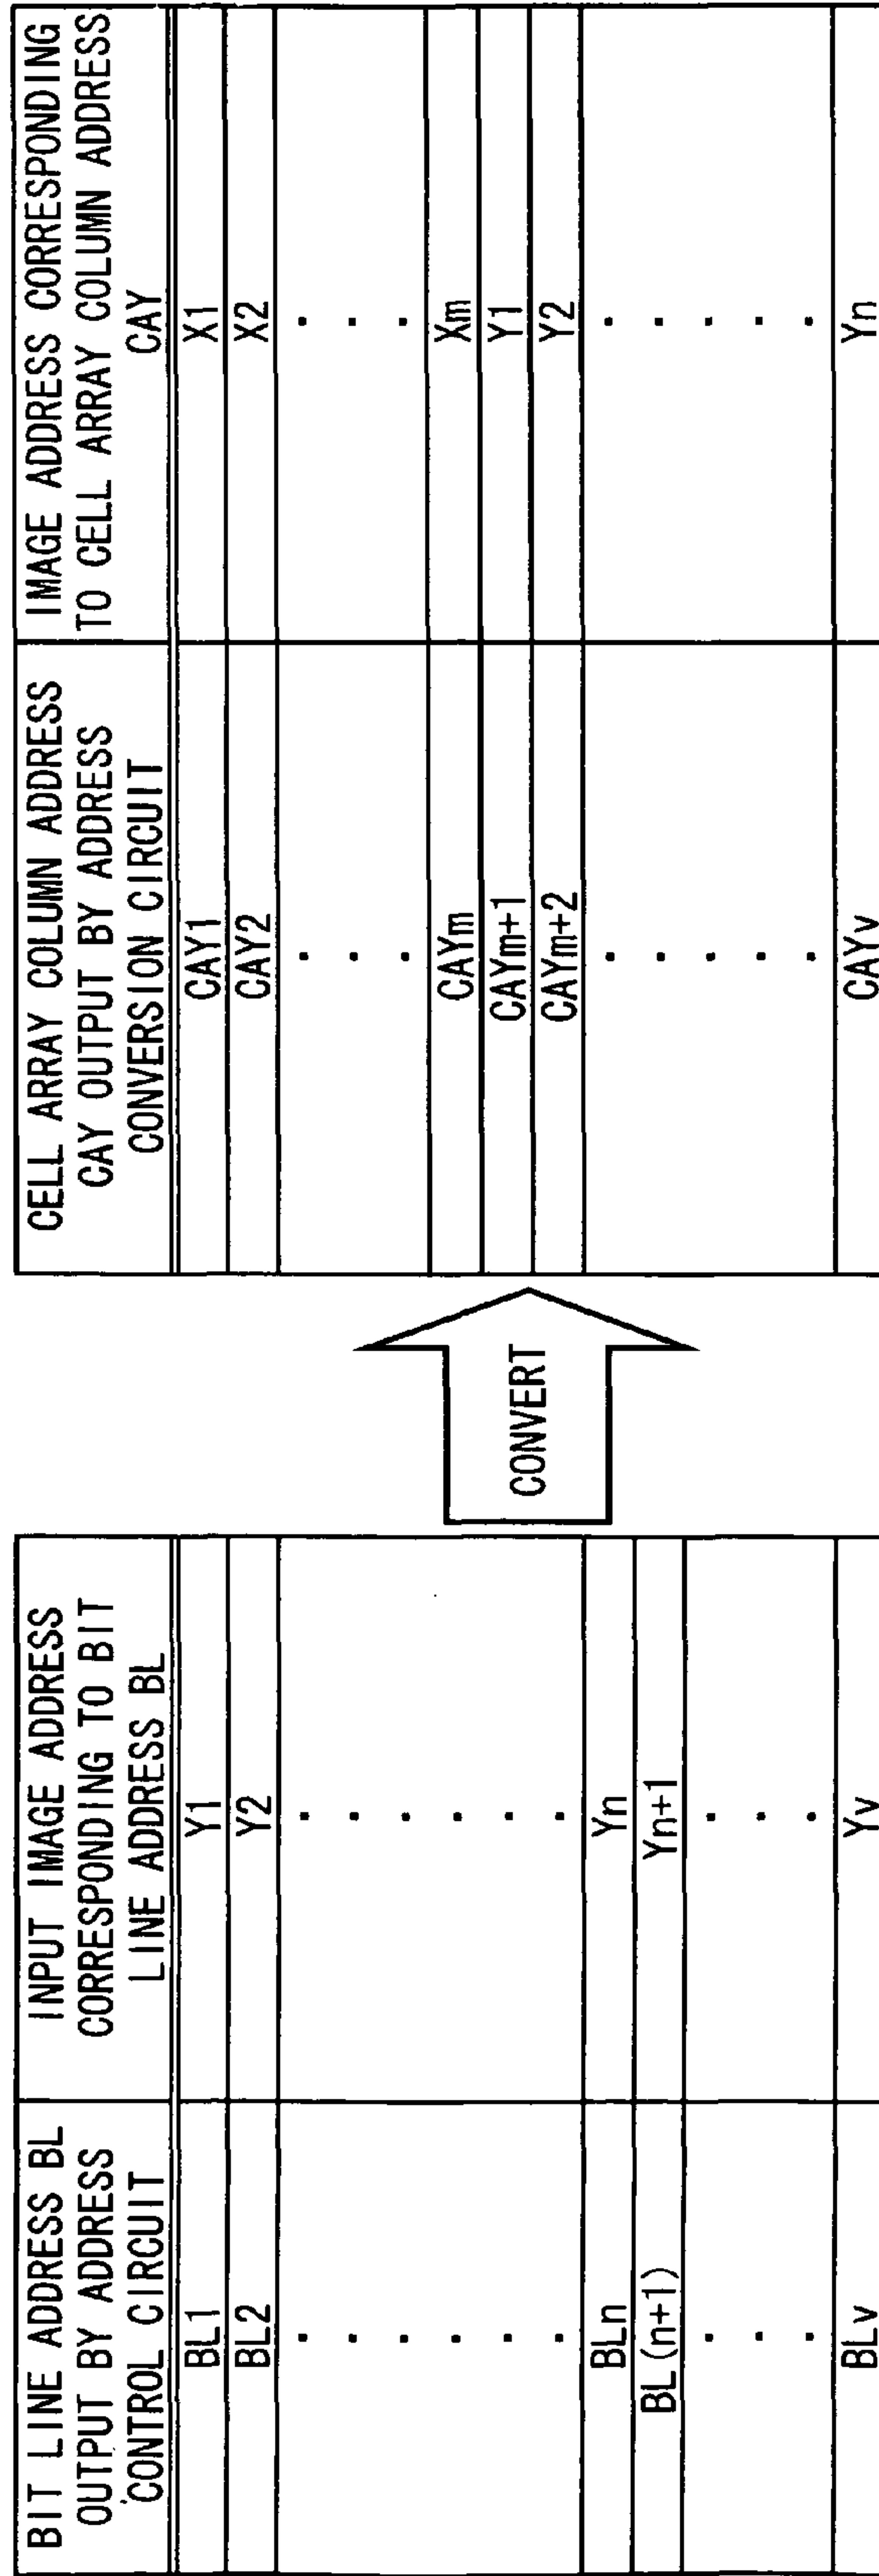 BIT LINE ADDRESS BL
OUTPUT BY ADDRESS
CONTROL CIRCUIT
INPUT IMAGE ADDRESS
CORRESPONDING TO BIT
LINE ADDRESS BL
BL1 Y1
BL2 Y2
· ·
· ·
· ·
· ·
· ·
· ·
BLn Yn
BL(n+1) Yn+1
· ·
· ·
· ·
BLv Yv
CONVERT
CELL ARRAY COLUMN ADDRESS
CAY OUTPUT BY ADDRESS
CONVERSION CIRCUIT
IMAGE ADDRESS CORRESPONDING
TO CELL ARRAY COLUMN ADDRESS
CAY
CAY1 X1
CAY2 X2
· ·
· ·
· ·
CAYm Xm
CAYm+1 Y1
CAYm+2 Y2
· ·
· ·
· ·
· ·
· ·
CAYv Yn